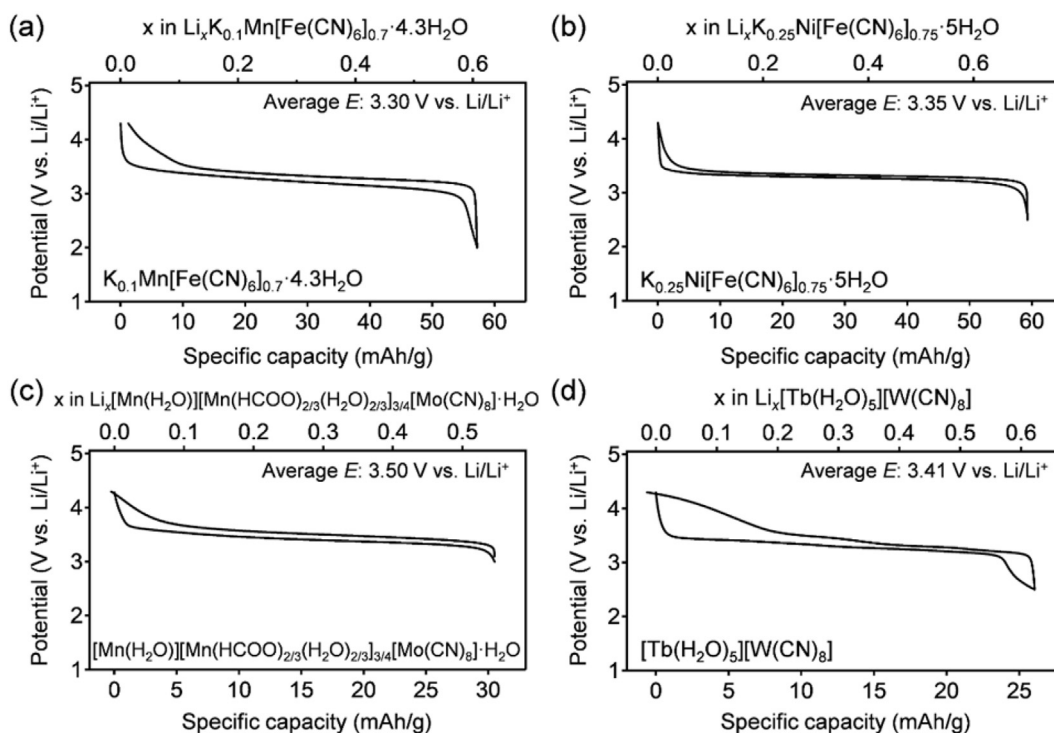 (a)
x in LiₓK₀.₁Mn[Fe(CN)₆]₀.₇·4.3H₂O
0.0 0.2 0.4 0.6
Average E: 3.30 V vs. Li/Li⁺
5
4
3
2
1
Potential (V vs. Li/Li⁺)
K₀.₁Mn[Fe(CN)₆]₀.₇·4.3H₂O
0 10 20 30 40 50 60
Specific capacity (mAh/g)
(b)
x in LiₓK₀.₂₅Ni[Fe(CN)₆]₀.₇₅·5H₂O
0.0 0.2 0.4 0.6
Average E: 3.35 V vs. Li/Li⁺
5
4
3
2
1
Potential (V vs. Li/Li⁺)
K₀.₂₅Ni[Fe(CN)₆]₀.₇₅·5H₂O
0 10 20 30 40 50 60
Specific capacity (mAh/g)
(c)
x in Liₓ[Mn(H₂O)][Mn(HCOO)₂/₃(H₂O)₂/₃]₃/₄[Mo(CN)₈]·H₂O
0.0 0.1 0.2 0.3 0.4 0.5
Average E: 3.50 V vs. Li/Li⁺
5
4
3
2
1
Potential (V vs. Li/Li⁺)
[Mn(H₂O)][Mn(HCOO)₂/₃(H₂O)₂/₃]₃/₄[Mo(CN)₈]·H₂O
0 5 10 15 20 25 30
Specific capacity (mAh/g)
(d)
x in Liₓ[Tb(H₂O)₅][W(CN)₈]
0.0 0.1 0.2 0.3 0.4 0.5 0.6
Average E: 3.41 V vs. Li/Li⁺
5
4
3
2
1
Potential (V vs. Li/Li⁺)
[Tb(H₂O)₅][W(CN)₈]
0 5 10 15 20 25
Specific capacity (mAh/g)